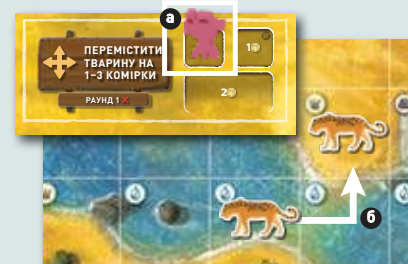 а
ПЕРЕМІСТИТИ
ТВАРИНУ НА
1–3 КОМІРКИ
1
РАУНД 1
2
б